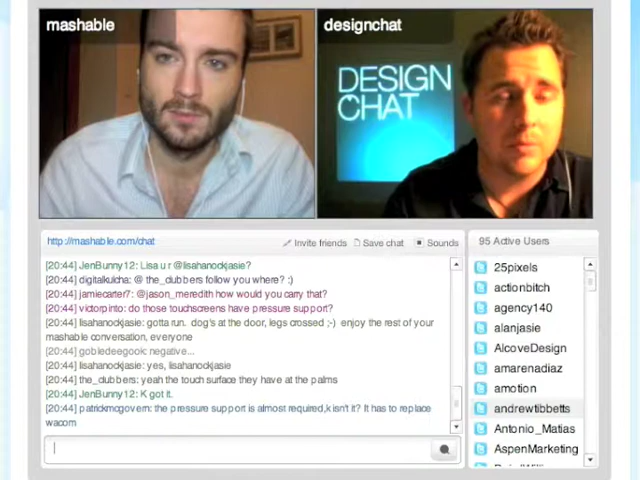 mashable
designchat
DESIGN
CHAT
http://mashable.com/chat
Invite friends
Save chat
Sounds
95 Active Users
[20:44] JenBunny12: Lisa u r @lisahanockjasie?
[20:44] digitalkulcha: @ the_dubbers follow you where? :)
[20:44] jamiecarter7: @jason_meredith how would you carry that?
[20:44] victorpinto: do those touchscreens have pressure support?
[20:44] lisahanockjasie: gotta run. dog's at the door, legs crossed ;-) enjoy the rest of your
mashable conversation, everyone
[20:44] gobledeegook: negative...
[20:44] lisahanockjasie: yes, lisahanockjasie
[20:44] the_dubbers: yeah the touch surface they have at the palms
[20:44] JenBunny12: K got it.
[20:44] patrickmcgovern: the pressure support is almost required,k isn't it? It has to replace
wacom
25pixels
actionbitch
agency140
alanjasie
AlcoveDesign
amarenadiaz
amotion
andrewtibbetts
Antonio_Matias
AspenMarketing